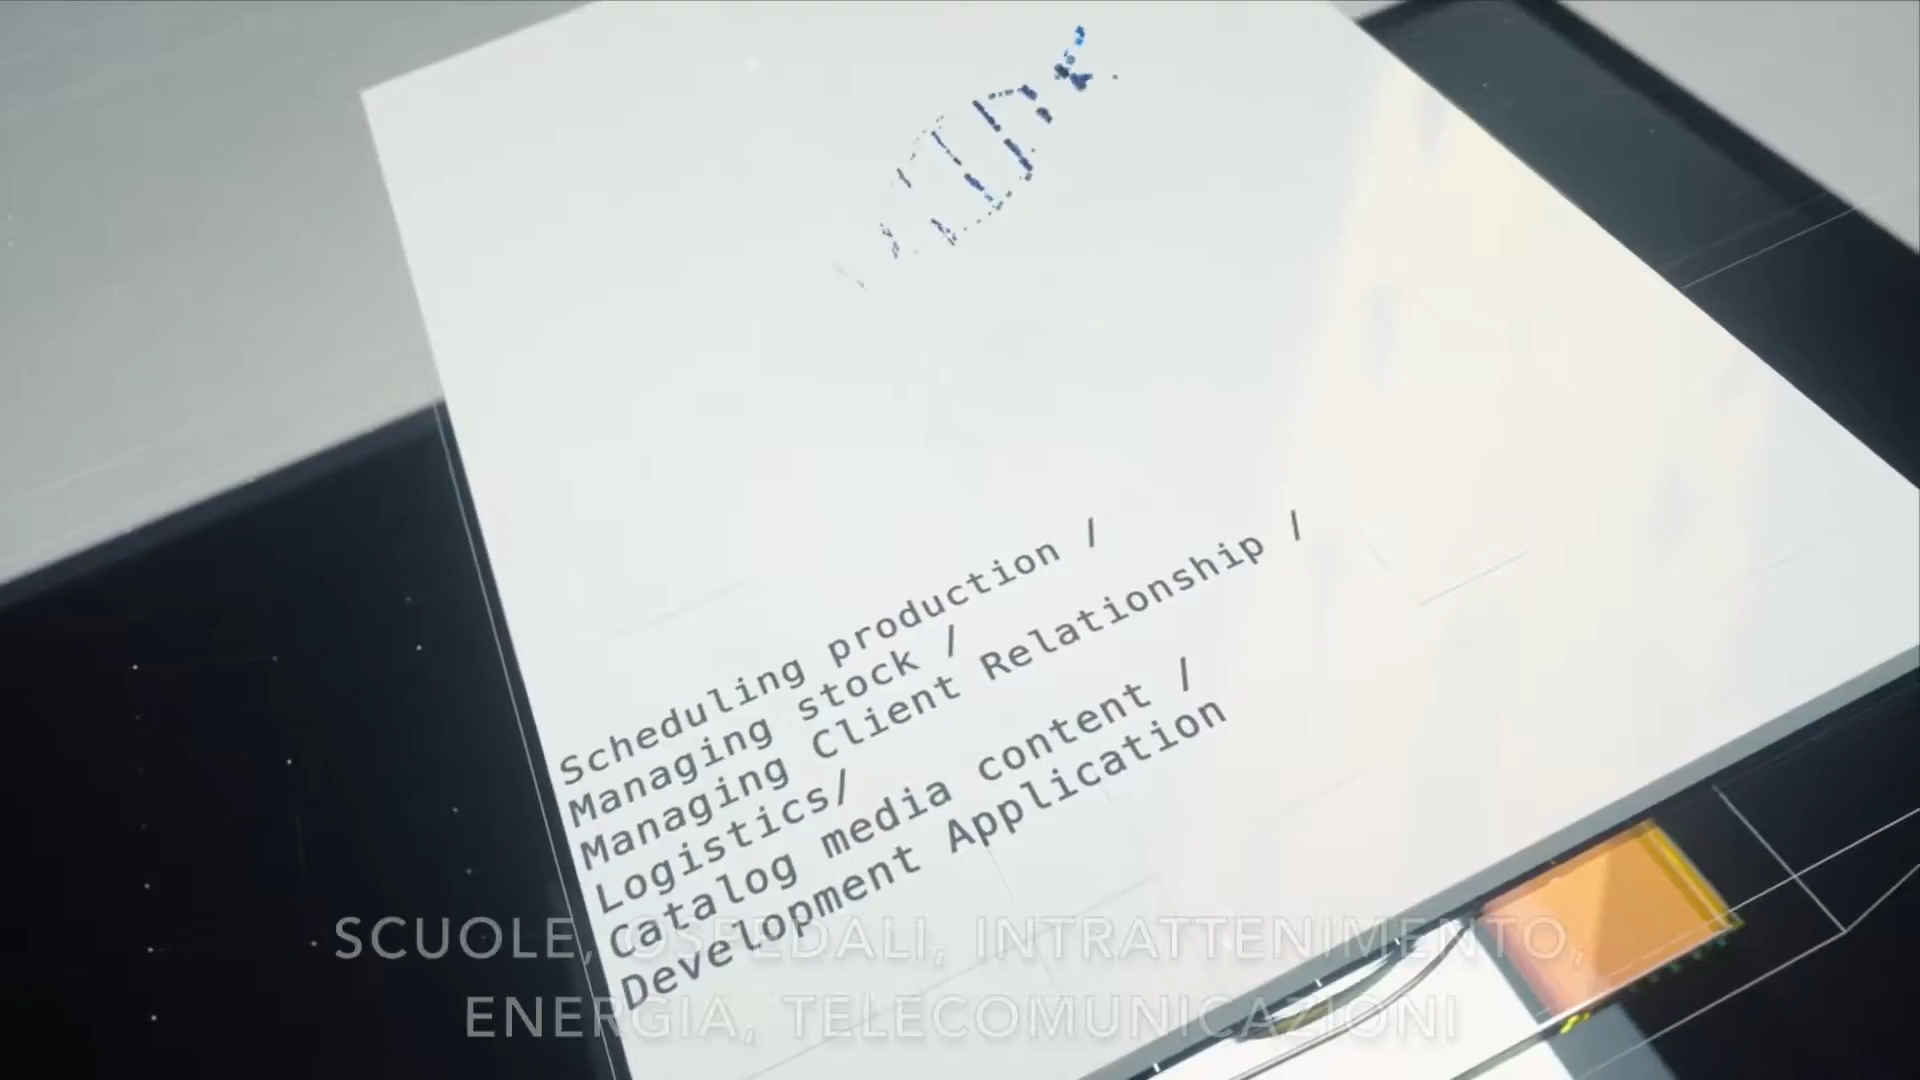 Scheduling production /
Managing stock /
Managing Client Relationship /
Logistics/
Catalog media content /
Development Application
SCUOLE, OSPEDALI, INTRATTENIMENTO,
ENERGIA, TELECOMUNICAZIONI